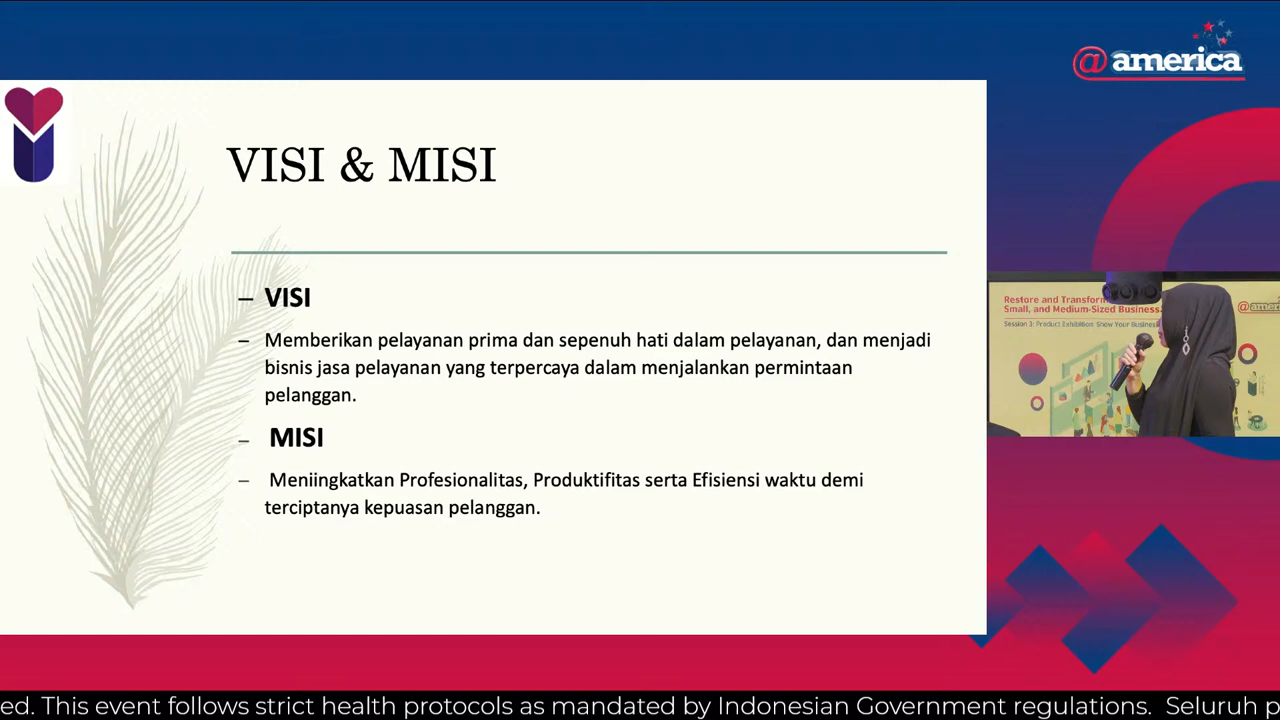 @america
VISI & MISI
– VISI
– Memberikan pelayanan prima dan sepenuh hati dalam pelayanan, dan menjadi
bisnis jasa pelayanan yang terpercaya dalam menjalankan permintaan
pelanggan.
– MISI
– Meniingkatkan Profesionalitas, Produktifitas serta Efisiensi waktu demi
terciptanya kepuasan pelanggan.
Restore and Transform
Small, and Medium-Sized Business
Session 3: Product Exhibition: Show Your Business
@america
ed. This event follows strict health protocols as mandated by Indonesian Government regulations. Seluruh p